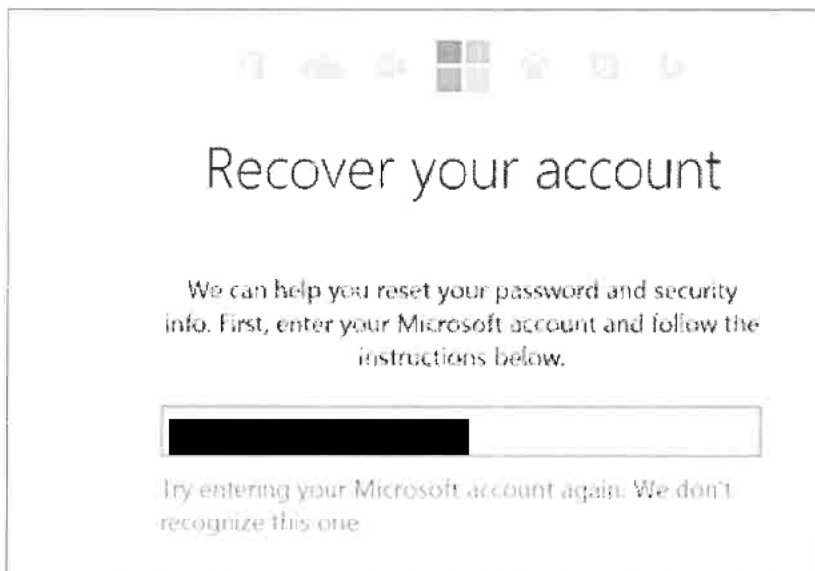 Recover your account
We can help you reset your password and security
info. First, enter your Microsoft account and follow the
instructions below.
Try entering your Microsoft account again. We don't
recognize this one